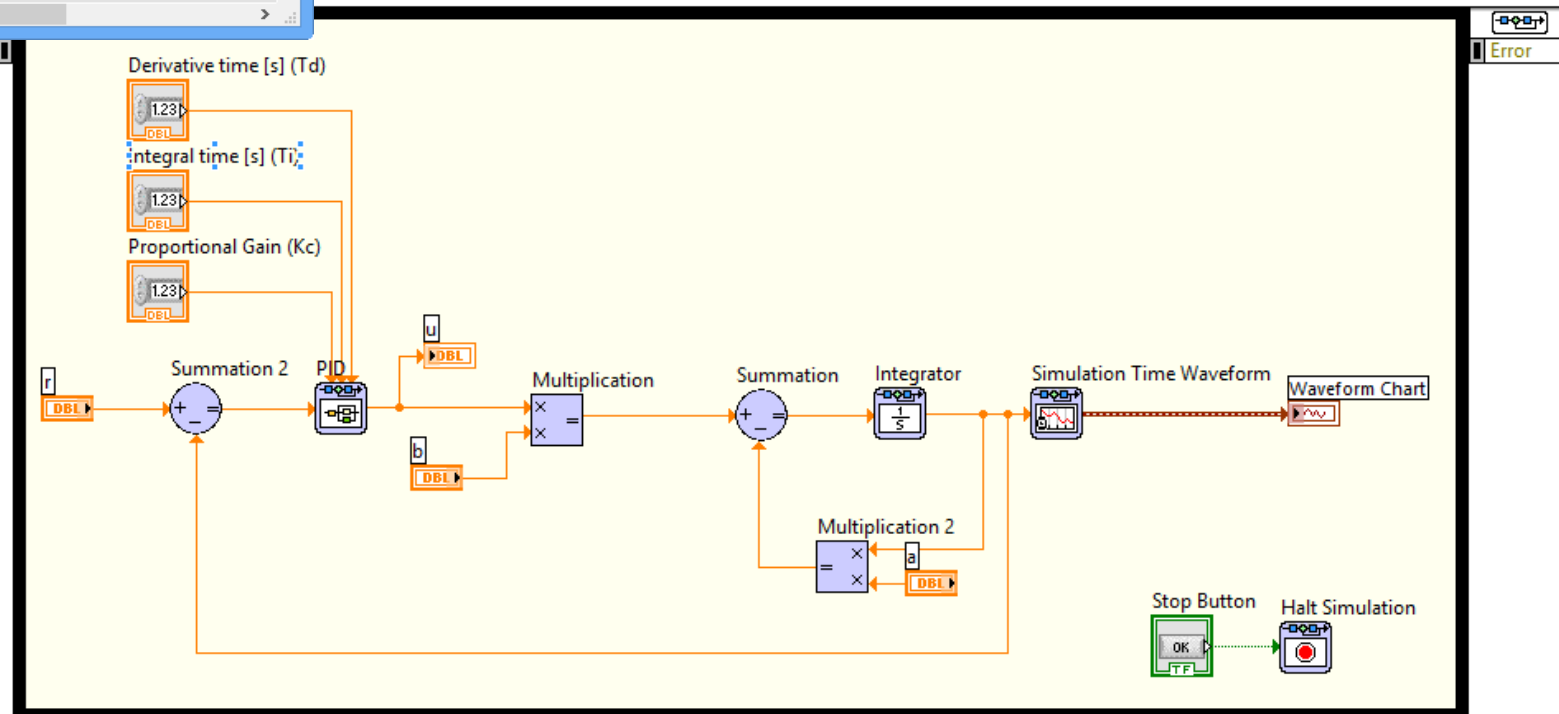 Error
Derivative time [s] (Td)
1.23
DBL
Integral time [s] (Ti)
1.23
DBL
Proportional Gain (Kc)
1.23
DBL
u
DBL
r
DBL
Summation 2
+
=
−
PID
Multiplication
×
×
=
b
DBL
Summation
+
=
−
Integrator
1
s
Simulation Time Waveform
Waveform Chart
Multiplication 2
=
×
×
a
DBL
Stop Button
OK
TF
Halt Simulation